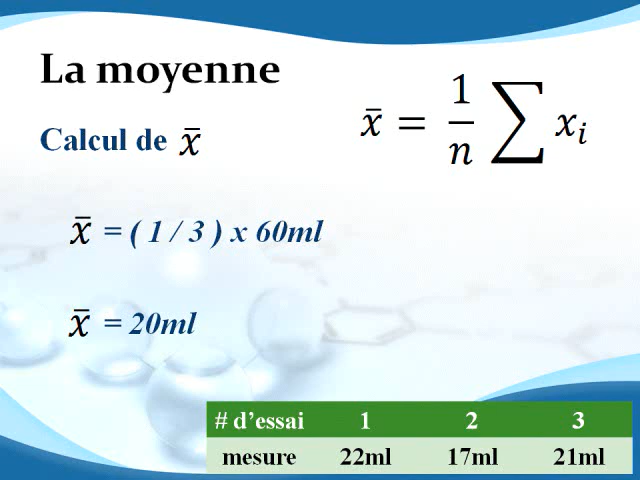 La moyenne
x̄ = 1/n ∑ xᵢ
Calcul de x̄
x̄ = ( 1 / 3 ) x 60ml
x̄ = 20ml
# d’essai 1 2 3
mesure 22ml 17ml 21ml